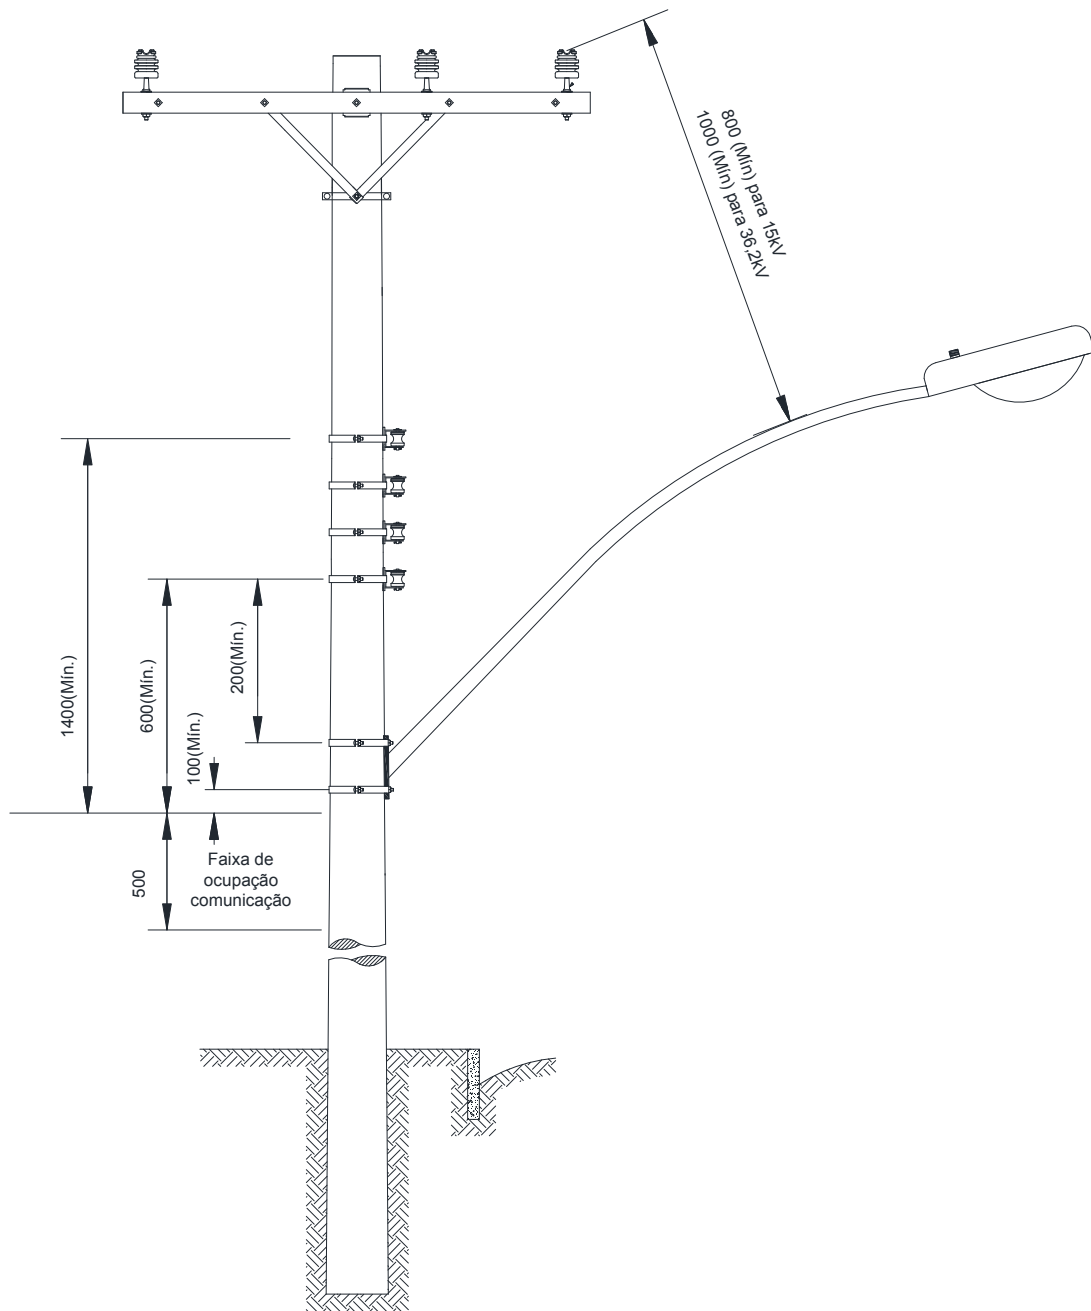 800 (Mín) para 15kV
1000 (Mín) para 36,2kV
1400(Mín.)
600(Mín.)
200(Mín.)
100(Mín.)
500
Faixa de
ocupação
comunicação